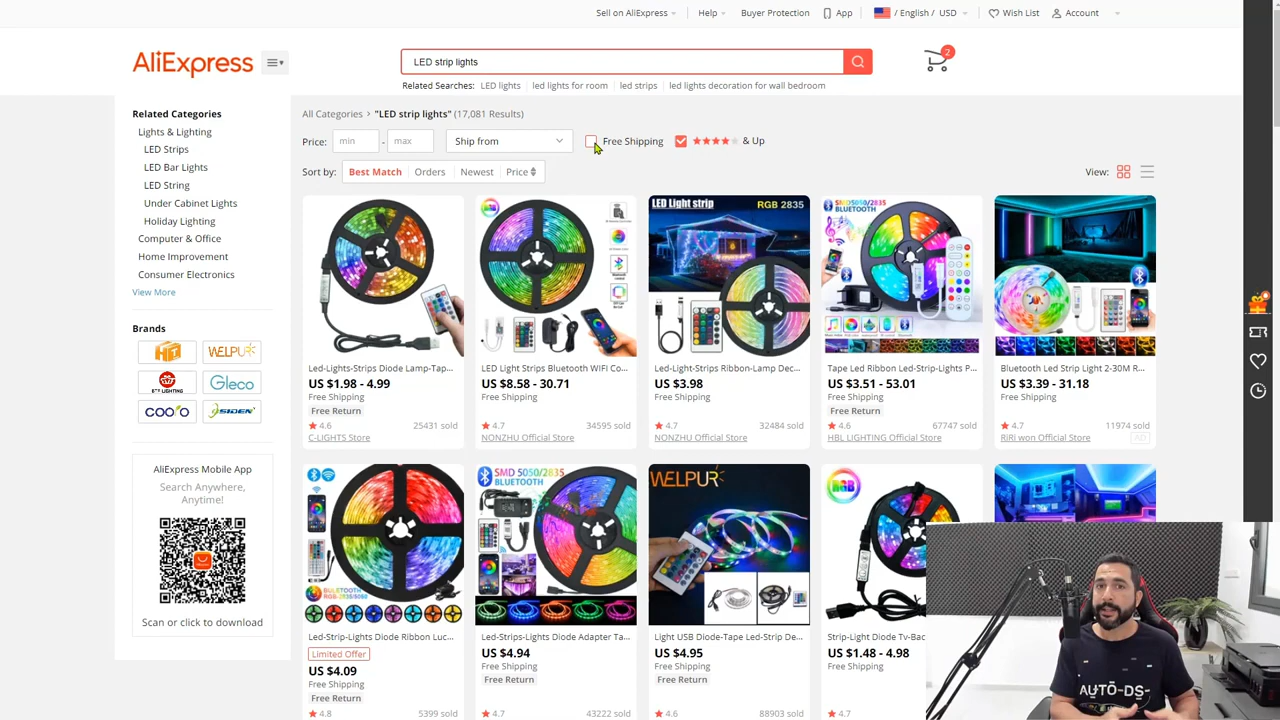 Sell on AliExpress
Help
Buyer Protection
App
/ English / USD
Wish List
Account
AliExpress
LED strip lights
2
Related Searches: LED lights led lights for room led strips led lights decoration for wall bedroom
Related Categories
Lights & Lighting
LED Strips
LED Bar Lights
LED String
Under Cabinet Lights
Holiday Lighting
Computer & Office
Home Improvement
Consumer Electronics
View More
Brands
WELPUR
Gleco
AliExpress Mobile App
Search Anywhere,
Anytime!
Scan or click to download
All Categories > "LED strip lights" (17,081 Results)
Price: min - max Ship from Free Shipping & Up
Sort by: Best Match Orders Newest Price
View:
Led-Lights-Strips Diode Lamp-Tap...
US $1.98 - 4.99
Free Shipping
Free Return
4.6 25431 sold
C-LIGHTS Store
LED Light Strips Bluetooth WIFI Co...
US $8.58 - 30.71
Free Shipping
4.7 34595 sold
NONZHU Official Store
LED Light strip RGB 2835
Led-Light-Strips Ribbon-Lamp Dec...
US $3.98
Free Shipping
4.7 32484 sold
NONZHU Official Store
SMD5050/2835
BLUETOOTH
Tape Led Ribbon Led-Strip-Lights P...
US $3.51 - 53.01
Free Shipping
Free Return
4.6 67747 sold
HBL LIGHTING Official Store
Bluetooth Led Strip Light 2-30M R...
US $3.39 - 31.18
Free Shipping
4.7 11974 sold
RiRi won Official Store
AD
Led-Strip-Lights Diode Ribbon Luc...
Limited Offer
US $4.09
Free Shipping
Free Return
4.8 5399 sold
SMD 5050/2835
BLUETOOTH
Led-Strips-Lights Diode Adapter Ta...
US $4.94
Free Shipping
Free Return
4.7 43222 sold
WELPUR
Light USB Diode-Tape Led-Strip De...
US $4.95
Free Shipping
Free Return
4.6 88903 sold
RGB
Strip-Light Diode Tv-Bac
US $1.48 - 4.98
Free Shipping
4.7
AUTO-DS